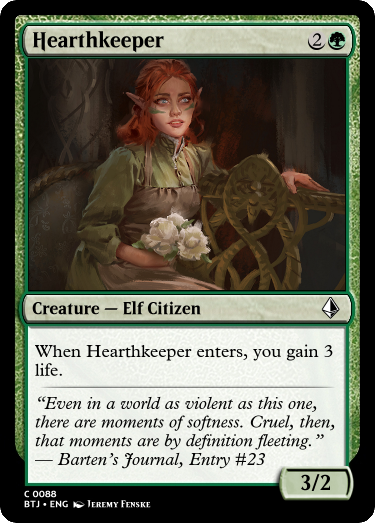 Hearthkeeper 2
Creature — Elf Citizen
When Hearthkeeper enters, you gain 3
life.
“Even in a world as violent as this one,
there are moments of softness. Cruel, then,
that moments are by definition fleeting.”
— Barten’s Journal, Entry #23
3/2
C 0088
BTJ • ENG Jeremy Fenske